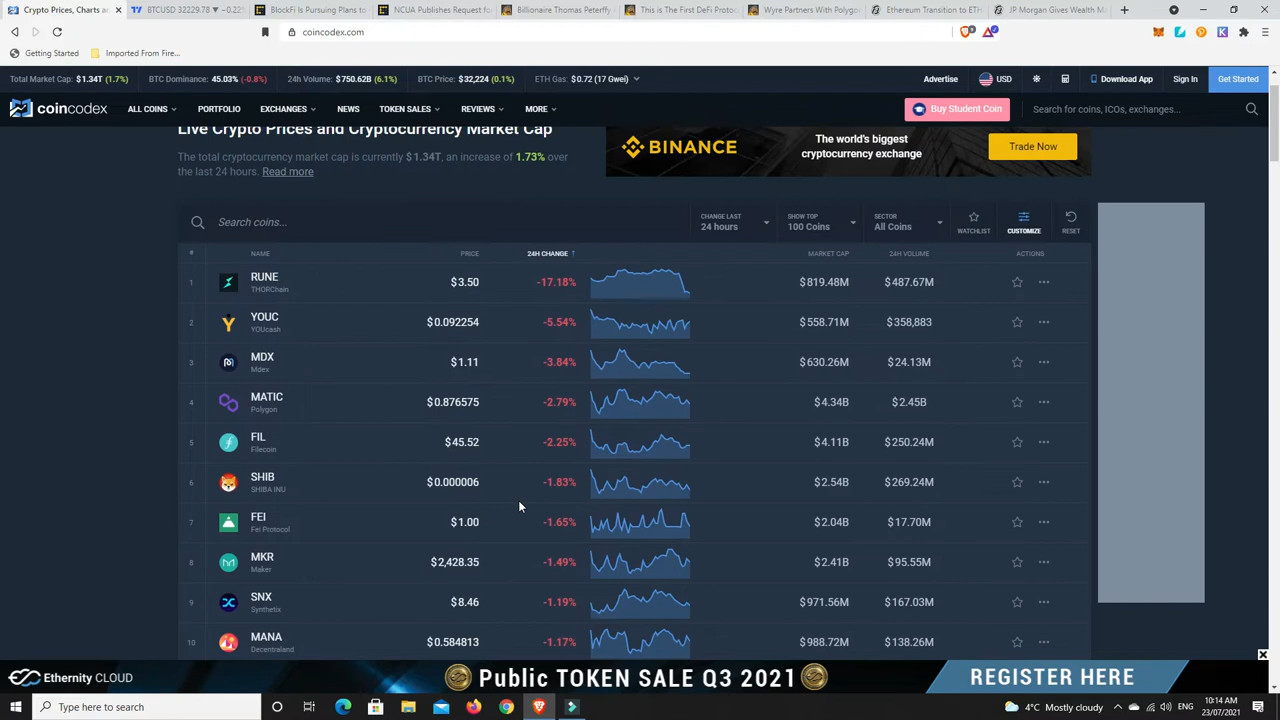 Crypto Prices, Charts a
BTCUSD 32229.78 ▼ −0.22
BlockFi Is Pursuing Plans to
NCUA Publishes Request for
Billionaire Thomas Peterffy
This is The First DeFi Protoco
Wyre Partners With Polygon
Ethereum Transition to ETH
JP Morgan Gives Wealth M
coincodex.com
Getting Started
Imported From Fire...
Total Market Cap: $1.34T (1.7%)
BTC Dominance: 45.03% (-0.8%)
24h Volume: $750.62B (6.1%)
BTC Price: $32,224 (0.1%)
ETH Gas: $0.72 (17 Gwei)
Advertise
USD
Download App
Sign In
Get Started
coincodex
ALL COINS
PORTFOLIO
EXCHANGES
NEWS
TOKEN SALES
REVIEWS
MORE
Buy Student Coin
Search for coins, ICOs, exchanges...
Live Crypto Prices and Cryptocurrency Market Cap
The total cryptocurrency market cap is currently $1.34T, an increase of 1.73% over
the last 24 hours. Read more
BINANCE
The world's biggest
cryptocurrency exchange
Trade Now
Search coins...
CHANGE LAST
24 hours
SHOW TOP
100 Coins
SECTOR
All Coins
WATCHLIST
CUSTOMIZE
RESET
# NAME PRICE 24H CHANGE ↑ MARKET CAP 24H VOLUME ACTIONS
1 RUNE $3.50 -17.18% $819.48M $487.67M
THORChain
2 YOUC $0.092254 -5.54% $558.71M $358,883
YOUcash
3 MDX $1.11 -3.84% $630.26M $24.13M
Mdex
4 MATIC $0.876575 -2.79% $4.34B $2.45B
Polygon
5 FIL $45.52 -2.25% $4.11B $250.24M
Filecoin
6 SHIB $0.000006 -1.83% $2.54B $269.24M
SHIBA INU
7 FEI $1.00 -1.65% $2.04B $17.70M
Fei Protocol
8 MKR $2,428.35 -1.49% $2.41B $95.55M
Maker
9 SNX $8.46 -1.19% $971.56M $167.03M
Synthetix
10 MANA $0.584813 -1.17% $988.72M $138.26M
Decentraland
Ethernity CLOUD
Public TOKEN SALE Q3 2021
REGISTER HERE
Type here to search
4°C Mostly cloudy
10:14 AM
23/07/2021